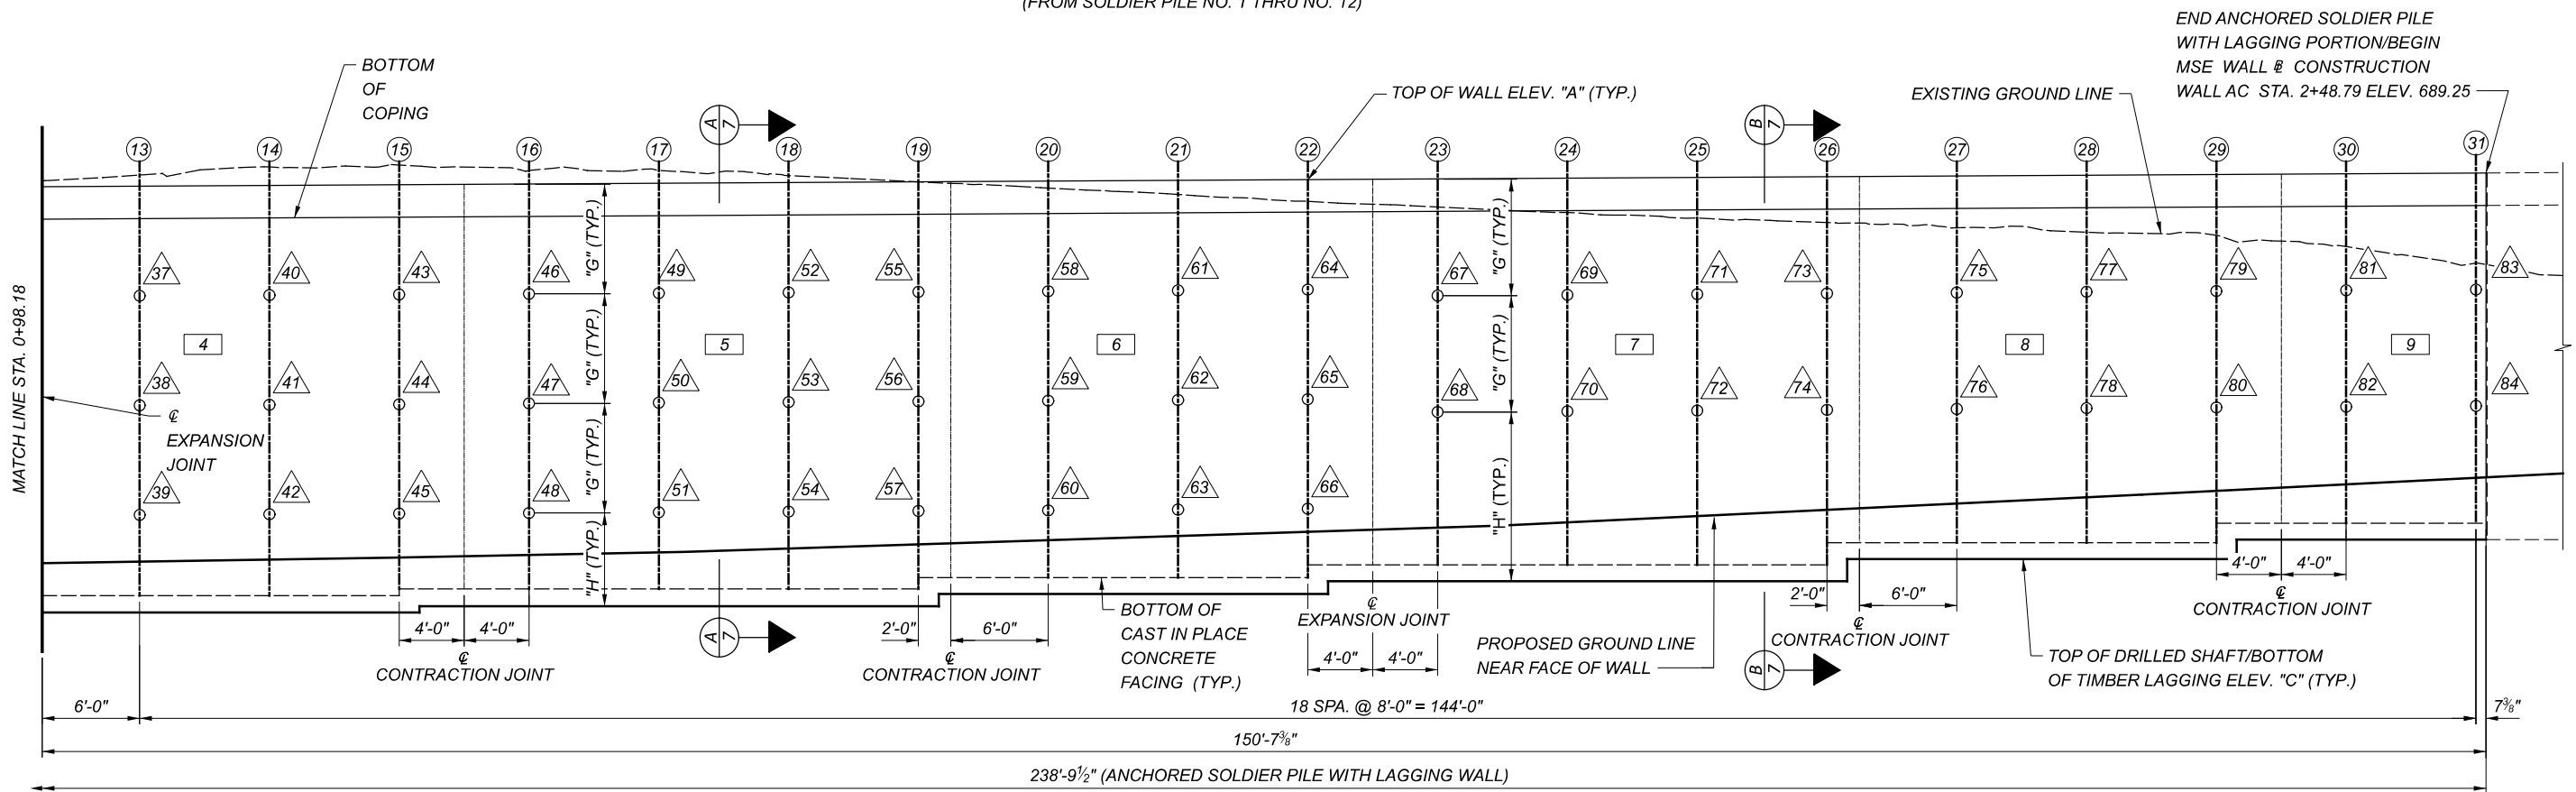 (FROM SOLDIER PILE NO. 1 THRU NO. 12)
END ANCHORED SOLDIER PILE
WITH LAGGING PORTION/BEGIN
MSE WALL ⅊ CONSTRUCTION
WALL AC STA. 2+48.79 ELEV. 689.25
BOTTOM
OF
COPING
TOP OF WALL ELEV. "A" (TYP.)
EXISTING GROUND LINE
A
7
B
7
13 14 15 16 17 18 19 20 21 22 23 24 25 26 27 28 29 30 31
"G" (TYP.)
"G" (TYP.)
37 40 43 46 49 52 55 58 61 64 67 69 71 73 75 77 79 81 83
4 5 6 7 8 9
"G" (TYP.)
"G" (TYP.)
38 41 44 47 50 53 56 59 62 65 68 70 72 74 76 78 80 82 84
MATCH LINE STA. 0+98.18
℄
EXPANSION
JOINT
"G" (TYP.)
"H" (TYP.)
39 42 45 48 51 54 57 60 63 66
"H" (TYP.)
4'-0" 4'-0"
℄
CONTRACTION JOINT
A
7
2'-0" 6'-0"
℄
CONTRACTION JOINT
BOTTOM OF
CAST IN PLACE
CONCRETE
FACING (TYP.)
℄
EXPANSION JOINT
4'-0" 4'-0"
PROPOSED GROUND LINE
NEAR FACE OF WALL
2'-0" 6'-0"
℄
CONTRACTION JOINT
B
7
4'-0" 4'-0"
℄
CONTRACTION JOINT
TOP OF DRILLED SHAFT/BOTTOM
OF TIMBER LAGGING ELEV. "C" (TYP.)
6'-0" 18 SPA. @ 8'-0" = 144'-0" 7⅜"
150'-7⅜"
238'-9½" (ANCHORED SOLDIER PILE WITH LAGGING WALL)